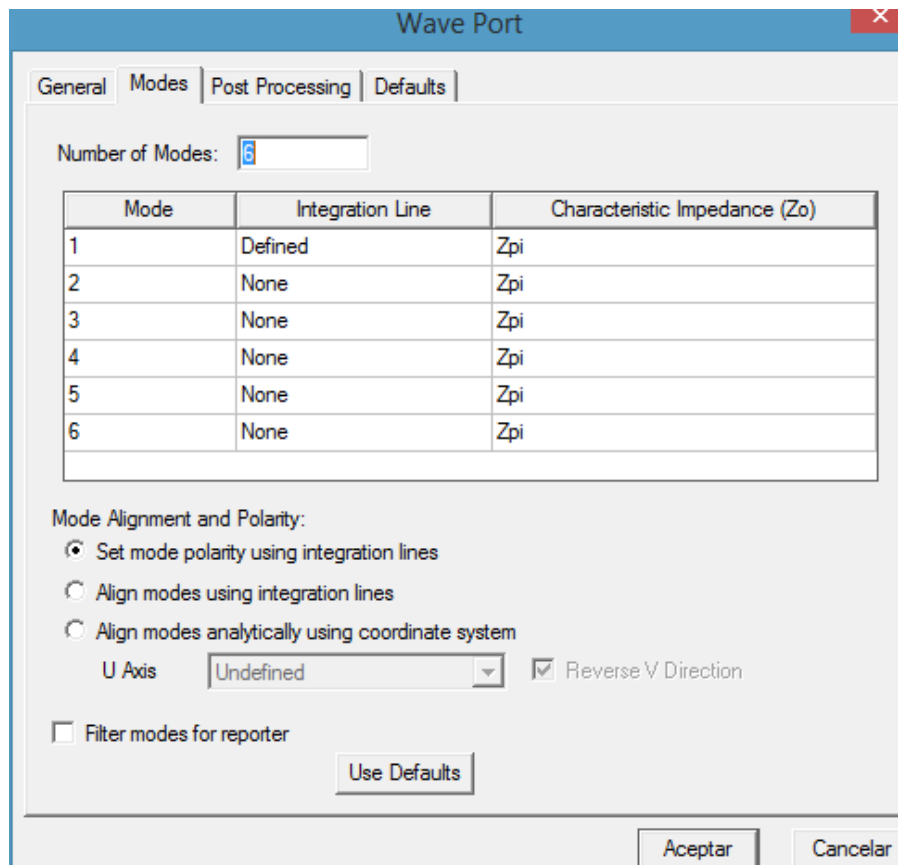 Wave Port
General Modes Post Processing Defaults
Number of Modes: 6
Mode Integration Line Characteristic Impedance (Zo)
1 Defined Zpi
2 None Zpi
3 None Zpi
4 None Zpi
5 None Zpi
6 None Zpi
Mode Alignment and Polarity:
Set mode polarity using integration lines
Align modes using integration lines
Align modes analytically using coordinate system
U Axis Undefined Reverse V Direction
Filter modes for reporter
Use Defaults
Aceptar Cancelar